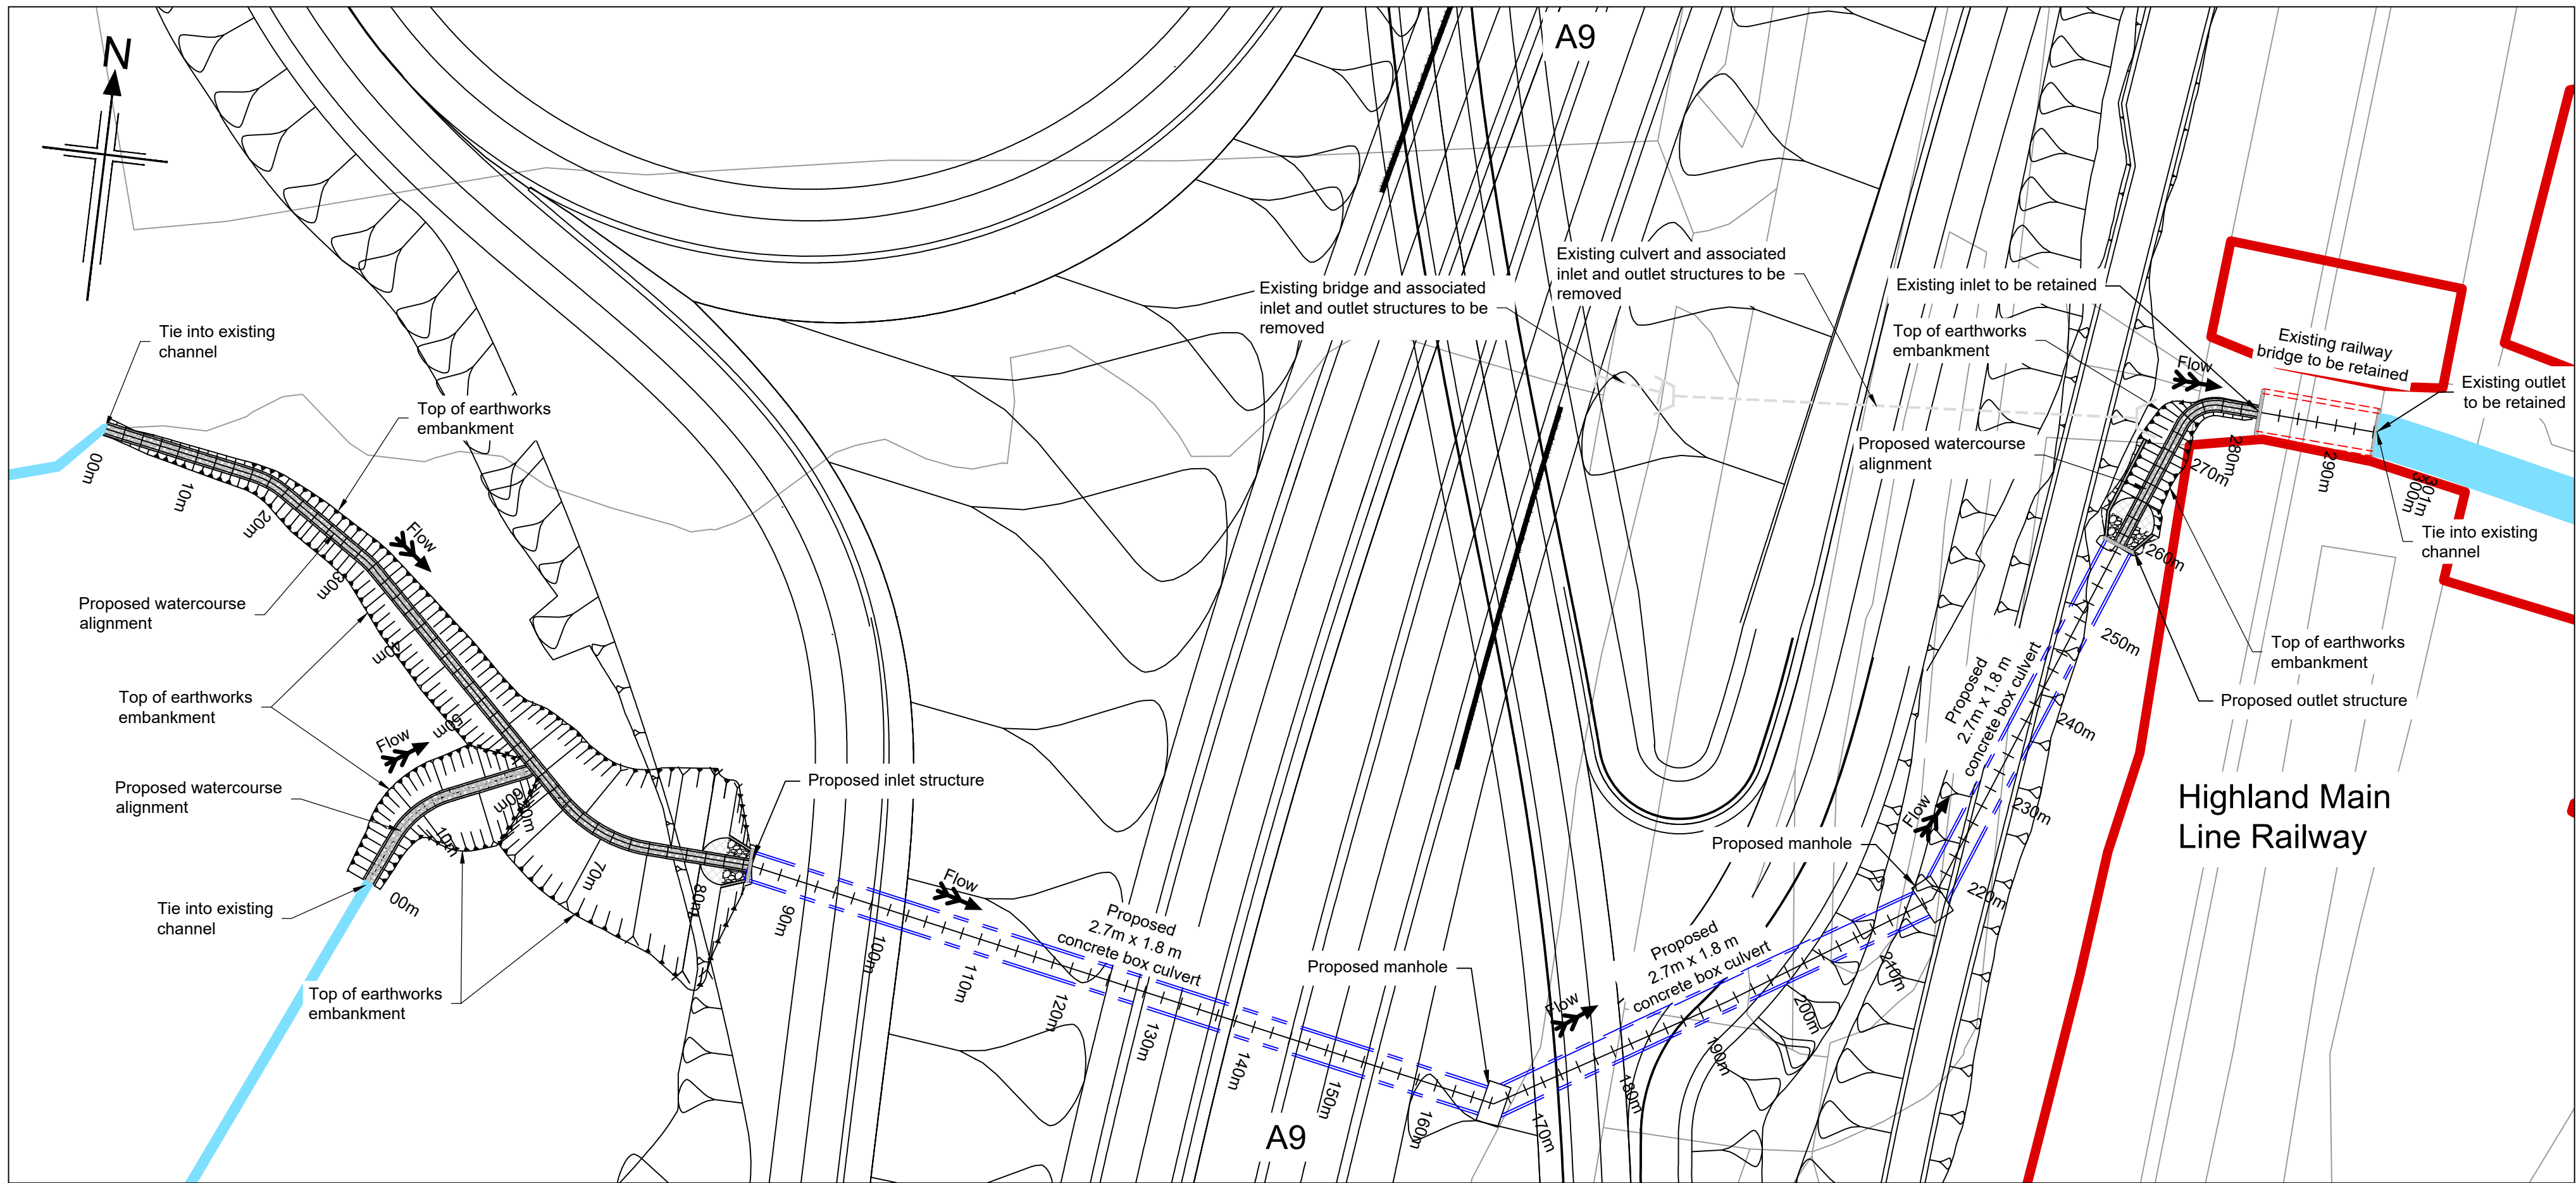 N
A9
Existing culvert and associated
inlet and outlet structures to be
removed
Existing bridge and associated
inlet and outlet structures to be
removed
Existing inlet to be retained
Top of earthworks
embankment
Existing railway
bridge to be retained
Flow
Existing outlet
to be retained
Tie into existing
channel
Top of earthworks
embankment
Proposed watercourse
alignment
00m
10m
20m
30m
40m
50m
60m
70m
80m
Flow
Proposed watercourse
alignment
Top of earthworks
embankment
Flow
Proposed watercourse
alignment
10m
00m
Tie into existing
channel
Top of earthworks
embankment
Proposed inlet structure
Flow
90m
100m
110m
120m
130m
140m
150m
160m
170m
180m
190m
200m
210m
220m
230m
240m
250m
260m
270m
280m
290m
300m
301m
Proposed
2.7m x 1.8 m
concrete box culvert
Proposed manhole
A9
Flow
Proposed
2.7m x 1.8 m
concrete box culvert
Proposed manhole
Flow
Proposed
2.7m x 1.8 m
concrete box culvert
Tie into existing
channel
Top of earthworks
embankment
Proposed outlet structure
Highland Main
Line Railway